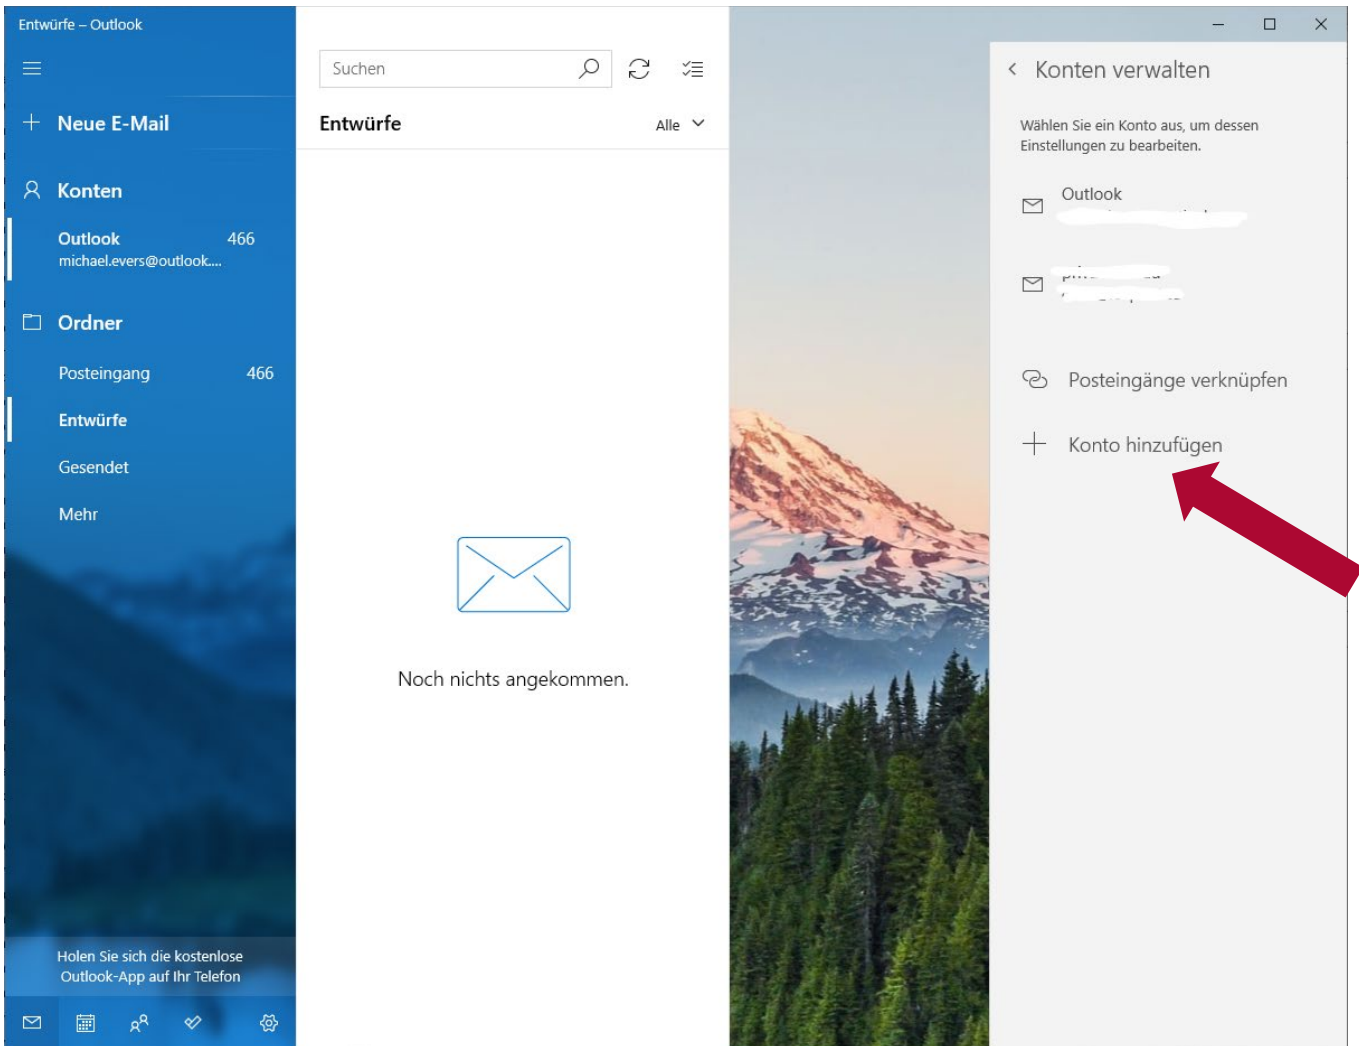 Entwürfe – Outlook
Neue E-Mail
Konten
Outlook 466
michael.evers@outlook....
Ordner
Posteingang 466
Entwürfe
Gesendet
Mehr
Holen Sie sich die kostenlose
Outlook-App auf Ihr Telefon
Suchen
Entwürfe Alle
Noch nichts angekommen.
Konten verwalten
Wählen Sie ein Konto aus, um dessen
Einstellungen zu bearbeiten.
Outlook
Posteingänge verknüpfen
Konto hinzufügen